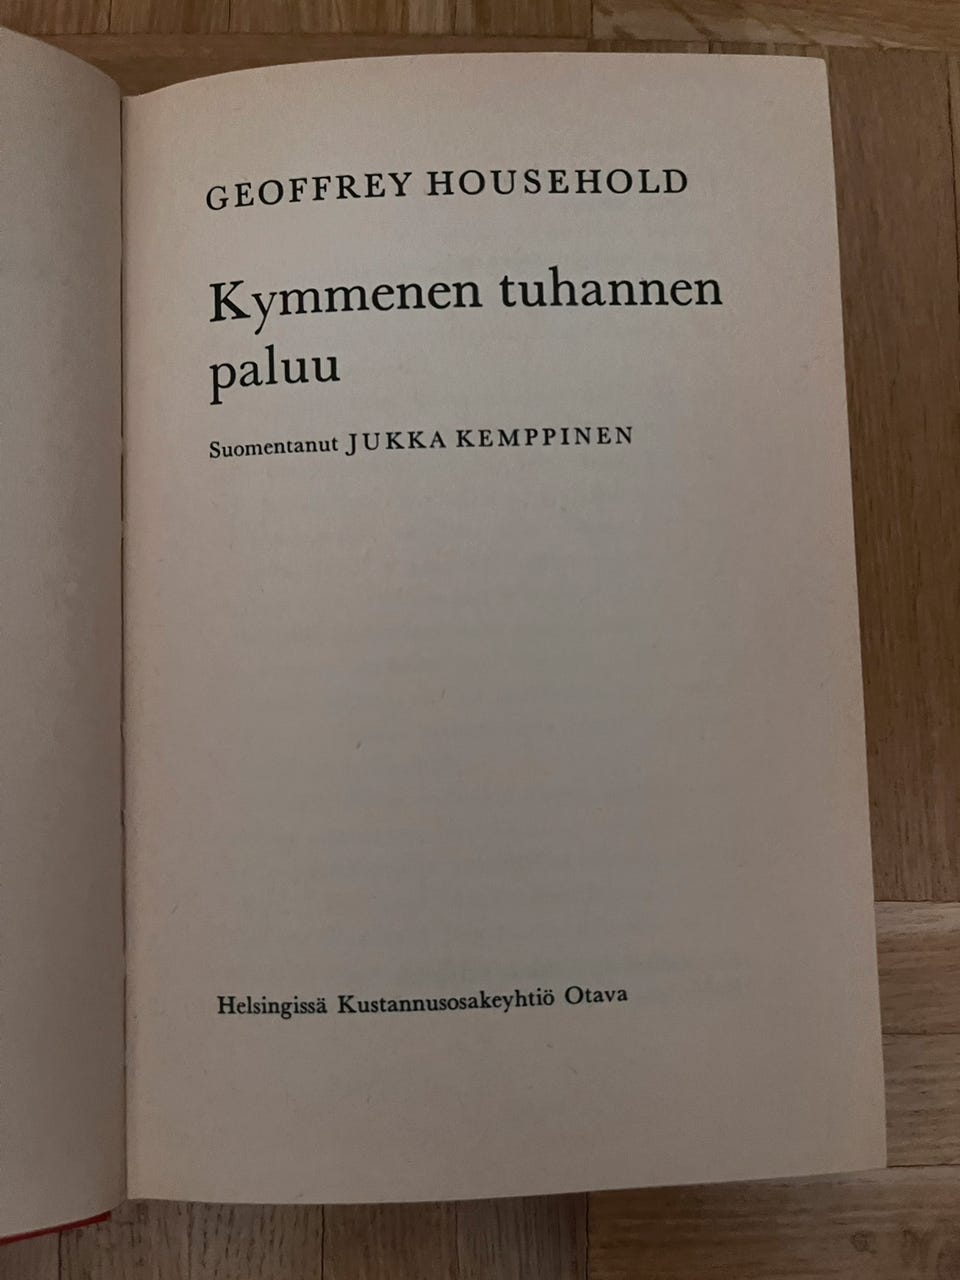 GEOFFREY HOUSEHOLD
Kymmenen tuhannen
paluu
Suomentanut JUKKA KEMPPINEN
Helsingissä Kustannusosakeyhtiö Otava